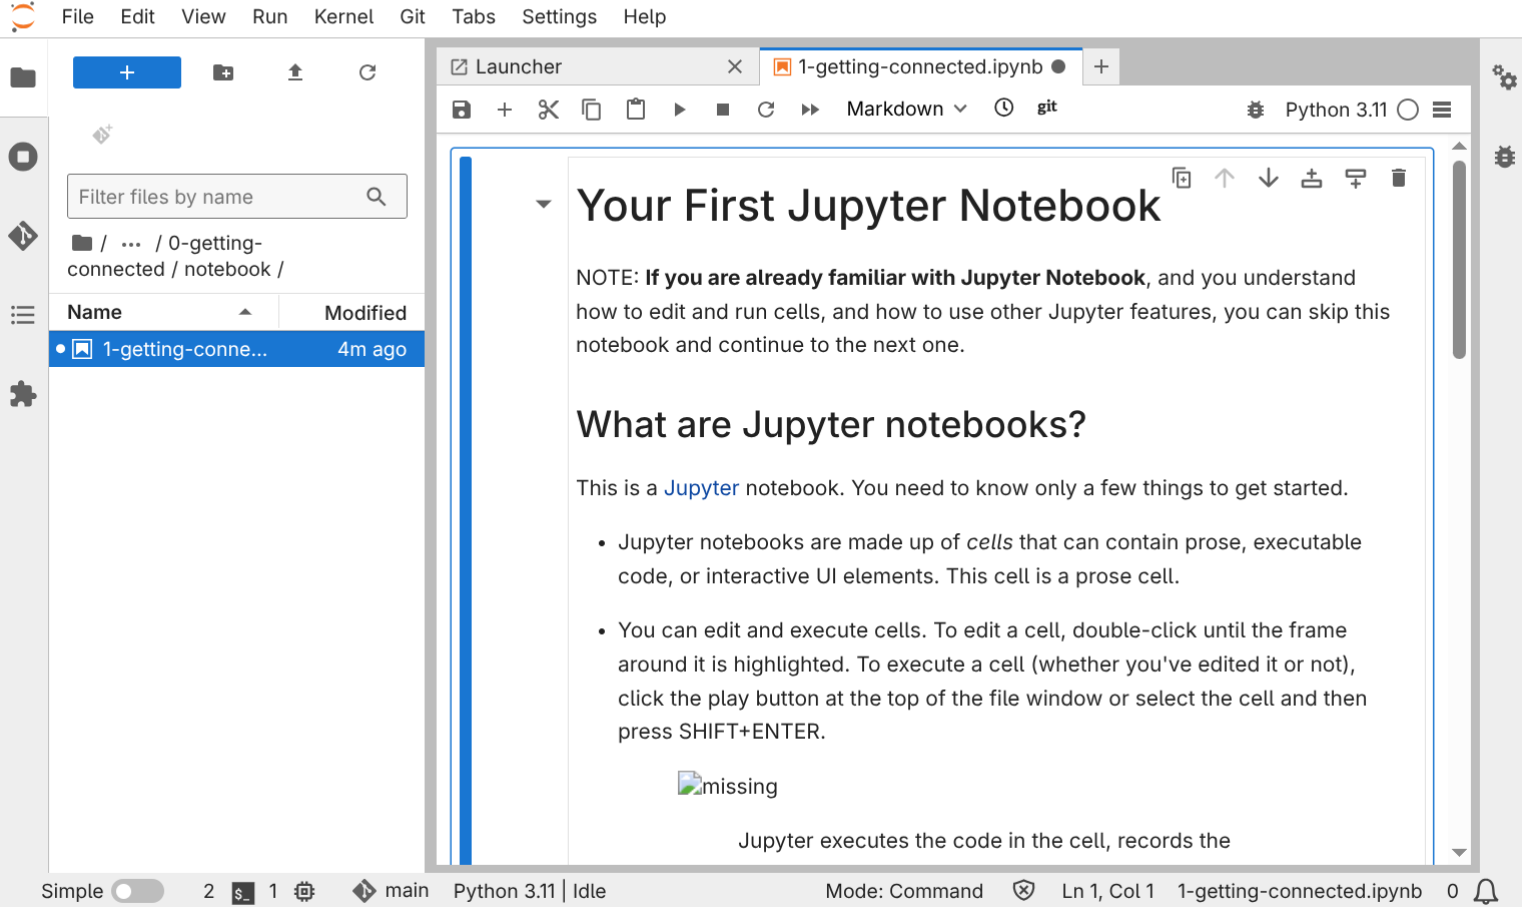 File Edit View Run Kernel Git Tabs Settings Help
Filter files by name
/ ... / 0-getting-
connected / notebook /
Name Modified
1-getting-conne... 4m ago
Launcher 1-getting-connected.ipynb
Markdown git Python 3.11
Your First Jupyter Notebook
NOTE: If you are already familiar with Jupyter Notebook, and you understand
how to edit and run cells, and how to use other Jupyter features, you can skip this
notebook and continue to the next one.
What are Jupyter notebooks?
This is a Jupyter notebook. You need to know only a few things to get started.
• Jupyter notebooks are made up of cells that can contain prose, executable
code, or interactive UI elements. This cell is a prose cell.
• You can edit and execute cells. To edit a cell, double-click until the frame
around it is highlighted. To execute a cell (whether you've edited it or not),
click the play button at the top of the file window or select the cell and then
press SHIFT+ENTER.
missing
Jupyter executes the code in the cell, records the
Simple 2 $_ 1 main Python 3.11 | Idle Mode: Command Ln 1, Col 1 1-getting-connected.ipynb 0